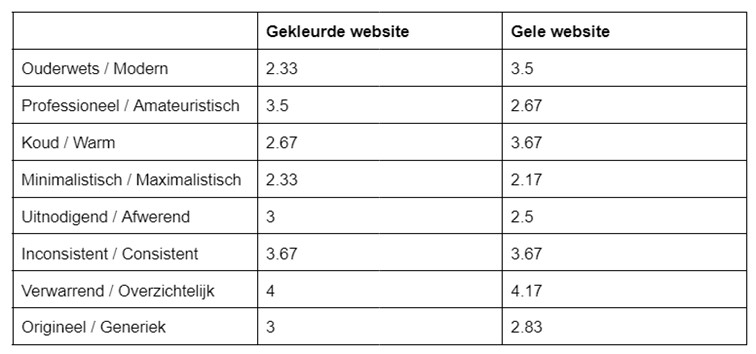 Gekleurde website Gele website
Ouderwets / Modern 2.33 3.5
Professioneel / Amateuristisch 3.5 2.67
Koud / Warm 2.67 3.67
Minimalistisch / Maximalistisch 2.33 2.17
Uitnodigend / Afwerend 3 2.5
Inconsistent / Consistent 3.67 3.67
Verwarrend / Overzichtelijk 4 4.17
Origineel / Generiek 3 2.83